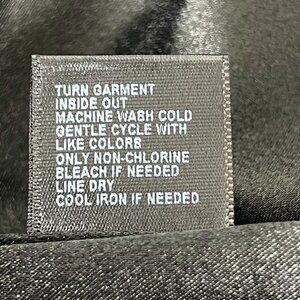 TURN GARMENT
INSIDE OUT
MACHINE WASH COLD
GENTLE CYCLE WITH
LIKE COLORS
ONLY NON-CHLORINE
BLEACH IF NEEDED
LINE DRY
COOL IRON IF NEEDED